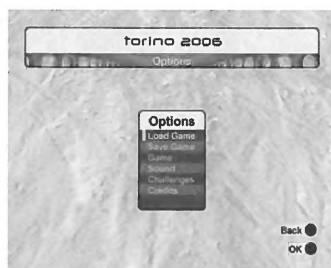 torino 2006
Options
Options
Load Game
Save Game
Game
Sound
Challenges
Credits
Back
OK